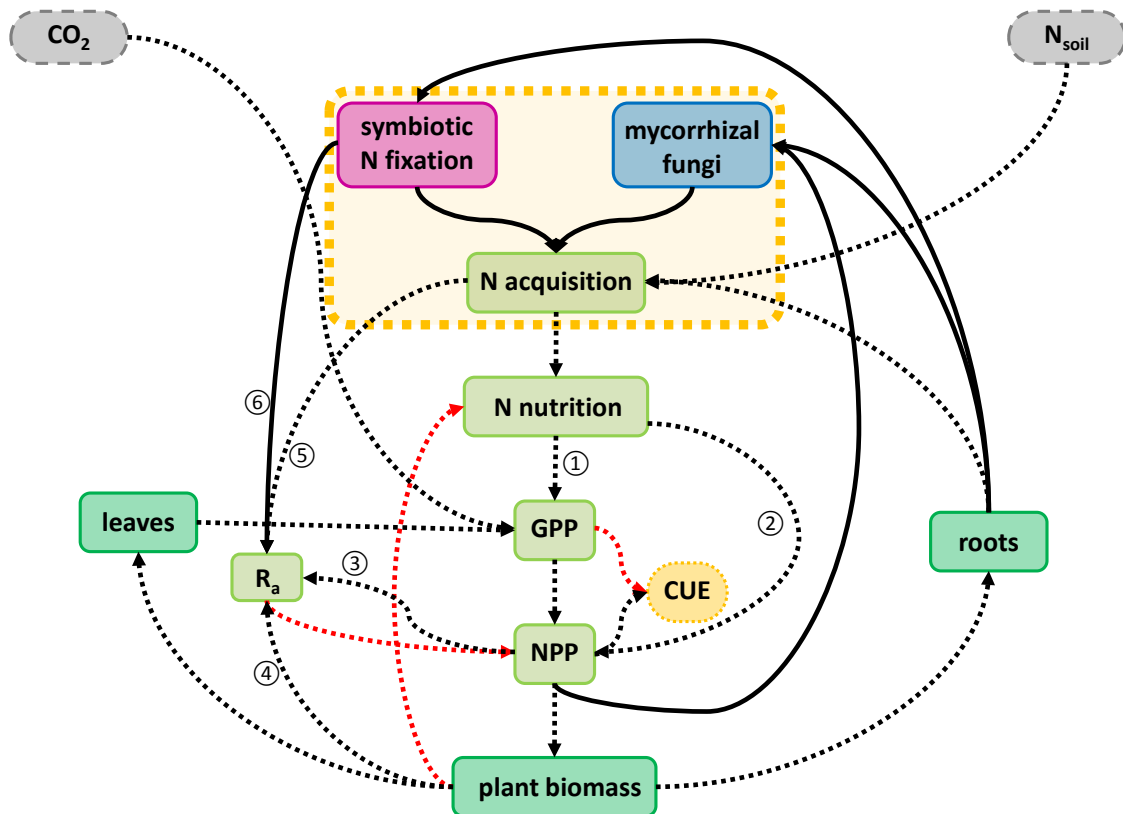 CO₂
N_soil
symbiotic
N fixation
mycorrhizal
fungi
N acquisition
N nutrition
⑥
⑤
①
②
leaves
GPP
roots
③
Rₐ
CUE
NPP
④
plant biomass